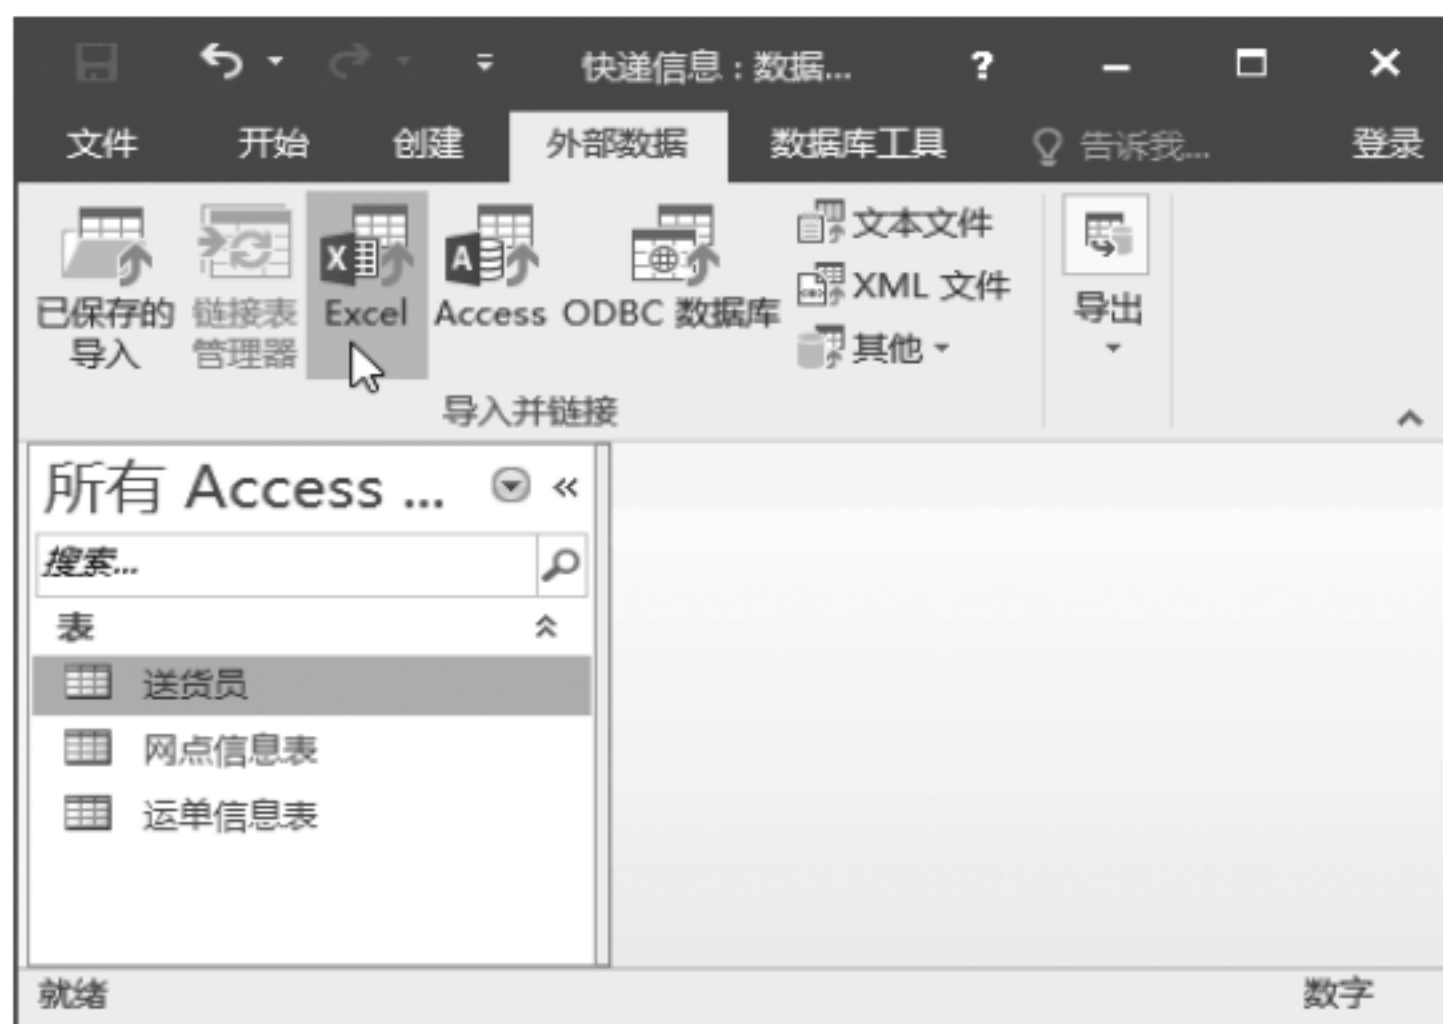 快递信息：数据... ?
文件 开始 创建 外部数据 数据库工具 告诉我... 登录
已保存的导入
链接表管理器
Excel
Access
ODBC 数据库
文本文件
XML 文件
其他
导出
导入并链接
所有 Access ...
搜索...
表
送货员
网点信息表
运单信息表
就绪 数字